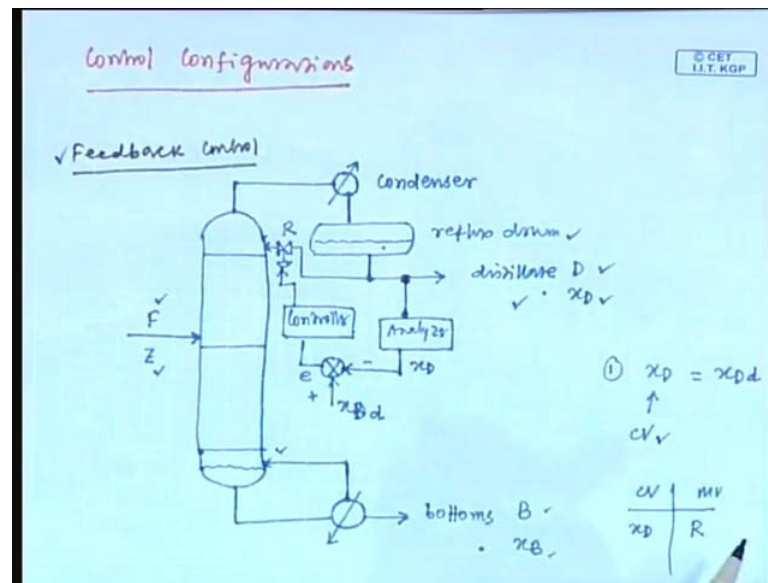 Control Configurations
© CET
I.I.T. KGP
✓ Feedback Control
condenser
R
reflux drum ✓
distillate D ✓
✓ · xD ✓
F ✓
Z ✓
Controller
Analyzer
e
−
xD
+
① xD = xDd
↑
CV ✓
✓
bottoms B ✓
· xB ✓
CV | MV
xD | R